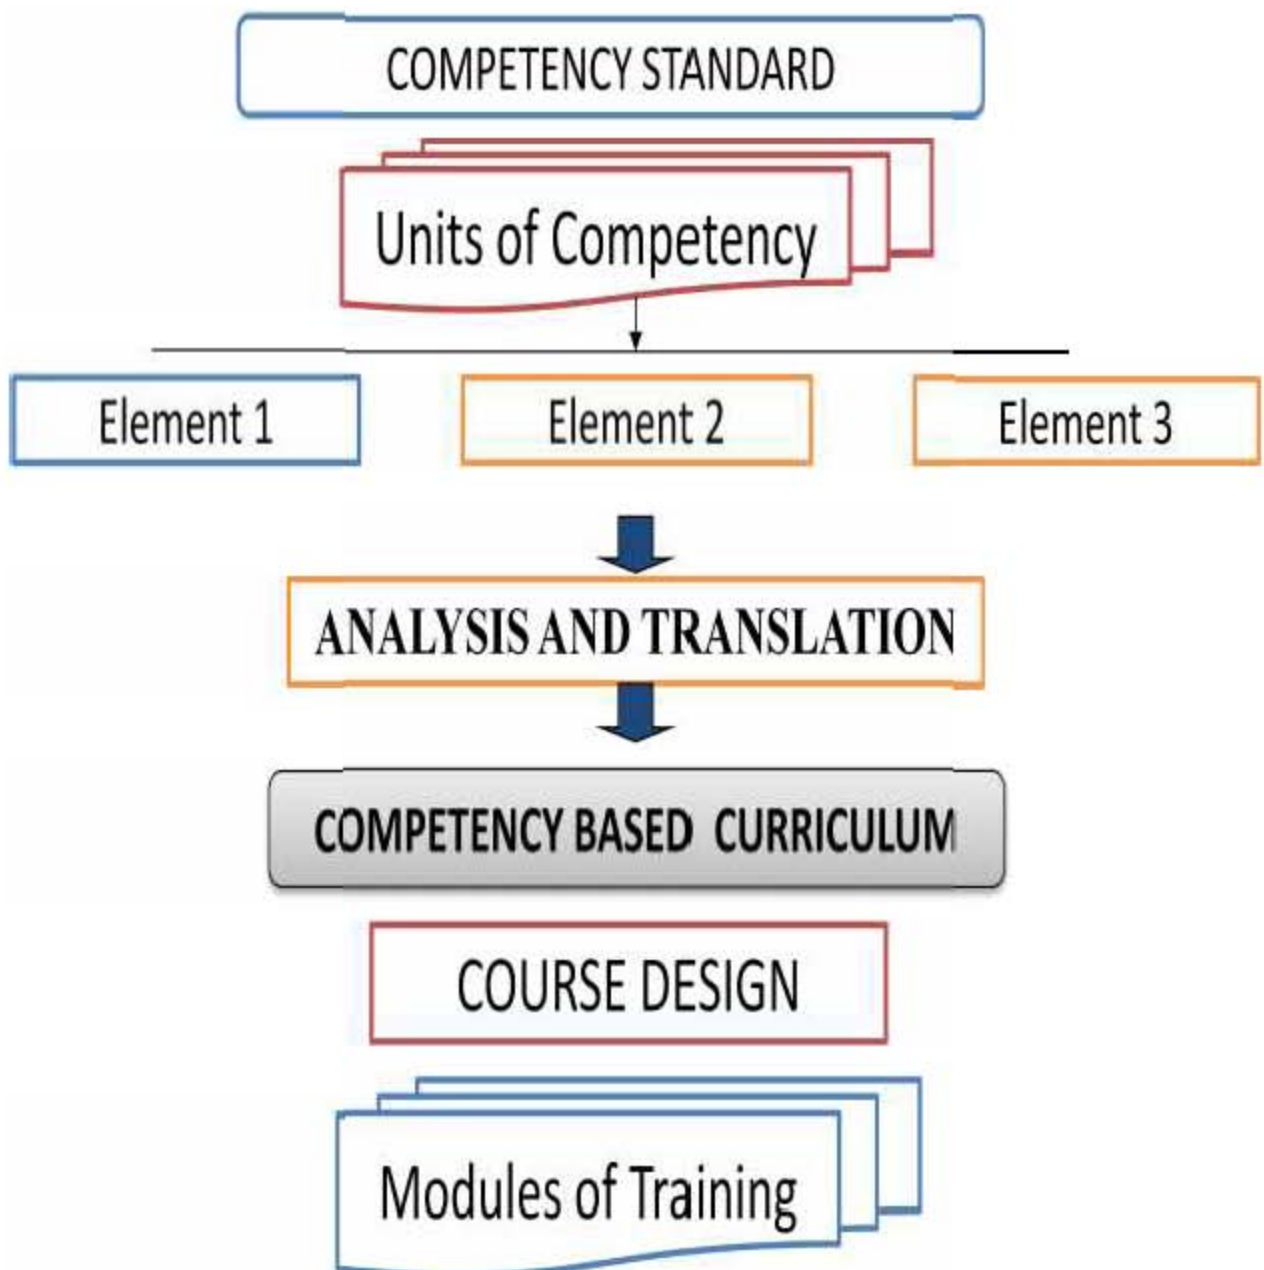 COMPETENCY STANDARD
Units of Competency
Element 1
Element 2
Element 3
ANALYSIS AND TRANSLATION
COMPETENCY BASED CURRICULUM
COURSE DESIGN
Modules of Training